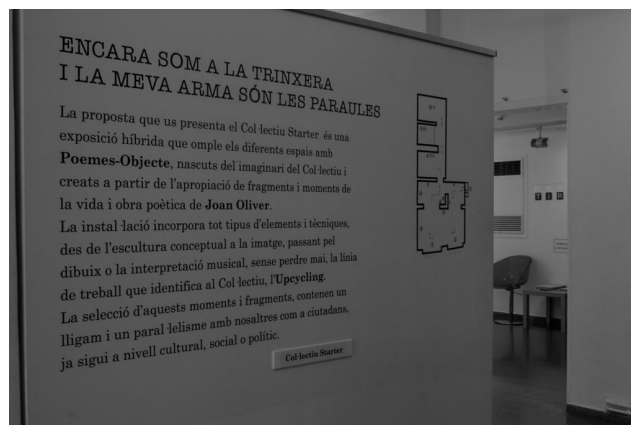 ENCARA SOM A LA TRINXERA
I LA MEVA ARMA SÓN LES PARAULES
La proposta que us presenta el Col·lectiu Starter és una
exposició híbrida que omple els diferents espais amb
Poemes-Objecte, nascuts del imaginari del Col·lectiu i
creats a partir de l'apropiació de fragments i moments de
la vida i obra poètica de Joan Oliver.
La instal·lació incorpora tot tipus d'elements i tècniques,
des de l'escultura conceptual a la imatge, passant pel
dibuix o la interpretació musical, sense perdre mai, la línia
de treball que identifica al Col·lectiu, l'Upcycling.
La selecció d'aquests moments i fragments, contenen un
lligam i un paral·lelisme amb nosaltres com a ciutadans,
ja sigui a nivell cultural, social o polític.
Col·lectiu Starter
TIR